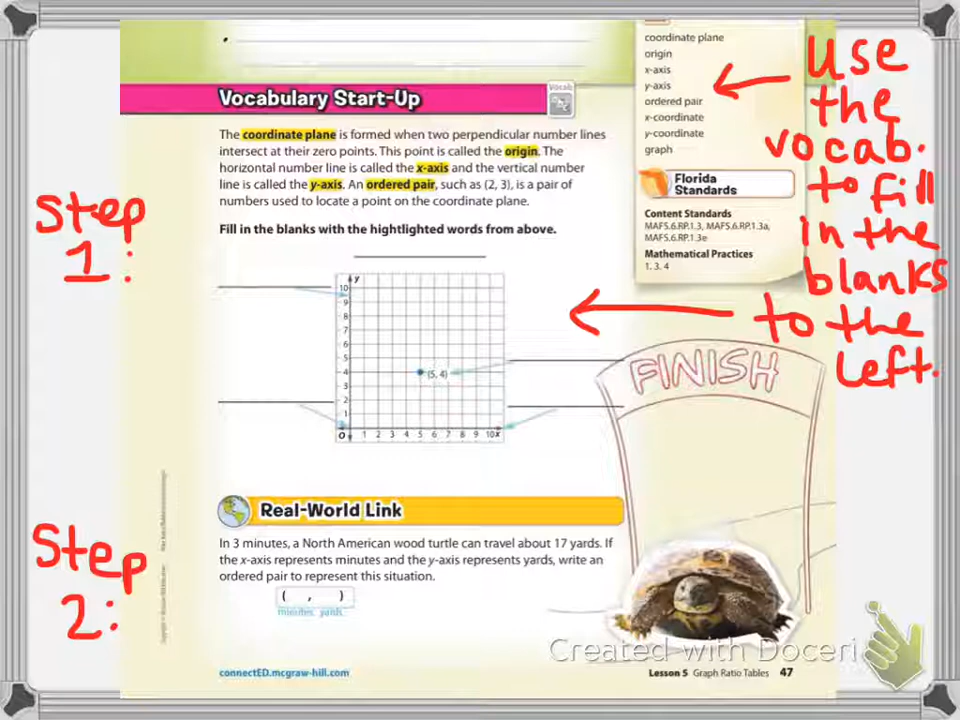 coordinate plane
origin
x-axis
y-axis
ordered pair
x-coordinate
y-coordinate
graph
Use
the
vocab.
to fill
in the
blanks
to the
left.
Vocabulary Start-Up
Vocab
The coordinate plane is formed when two perpendicular number lines
intersect at their zero points. This point is called the origin. The
horizontal number line is called the x-axis and the vertical number
line is called the y-axis. An ordered pair, such as (2, 3), is a pair of
numbers used to locate a point on the coordinate plane.
Fill in the blanks with the hightlighted words from above.
Florida
Standards
Content Standards
MAFS.6.RP.1.3, MAFS.6.RP.1.3a,
MAFS.6.RP.1.3e
Mathematical Practices
1, 3, 4
Step
1:
y
10
9
8
7
6
5
4
3
2
1
(5, 4)
O 1 2 3 4 5 6 7 8 9 10x
FINISH
Step
2:
Real-World Link
In 3 minutes, a North American wood turtle can travel about 17 yards. If
the x-axis represents minutes and the y-axis represents yards, write an
ordered pair to represent this situation.
( , )
minutes yards
Created with Doceri
connectED.mcgraw-hill.com
Lesson 5 Graph Ratio Tables 47